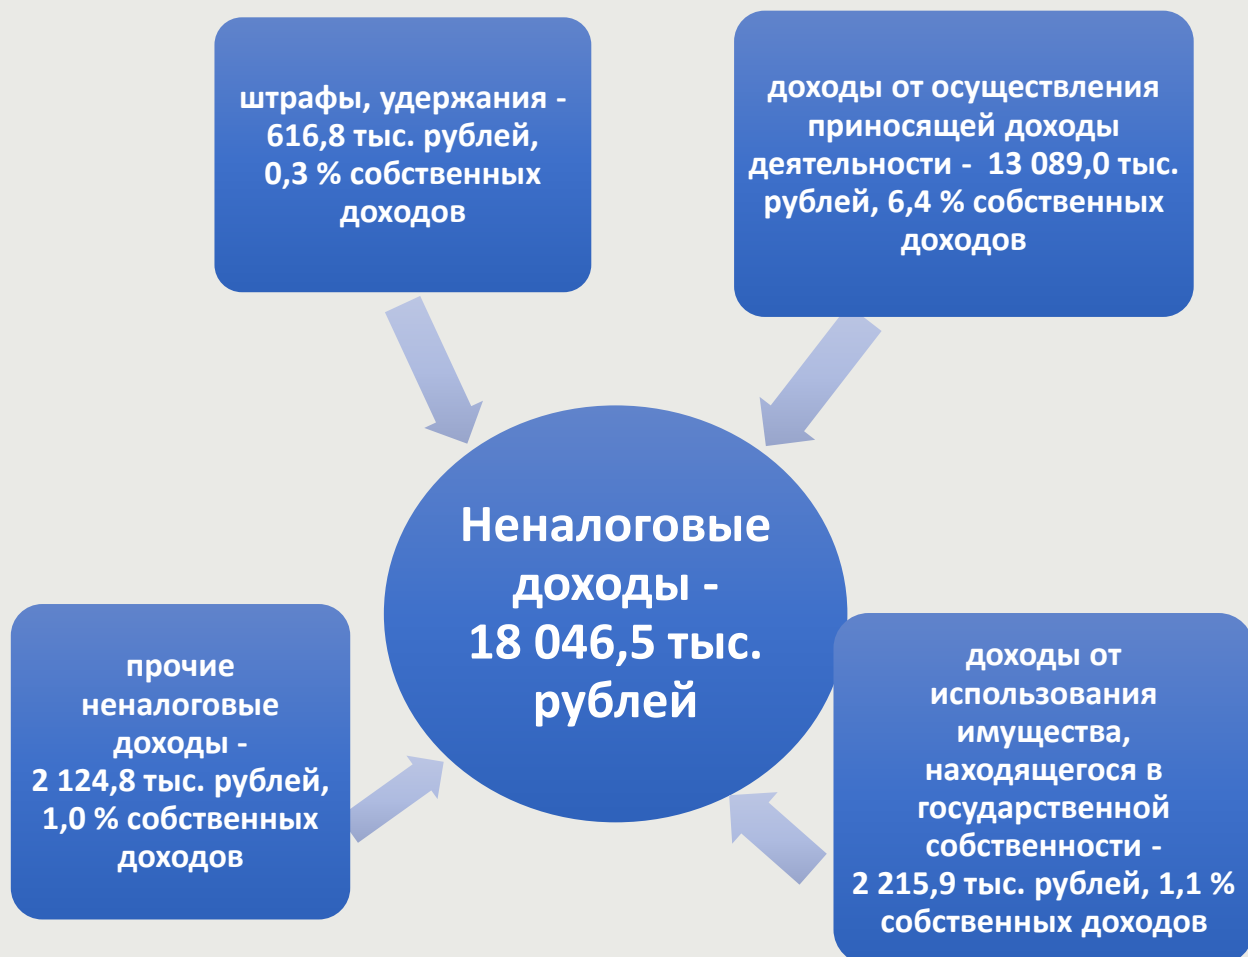 штрафы, удержания -
616,8 тыс. рублей,
0,3 % собственных
доходов
доходы от осуществления
приносящей доходы
деятельности -  13 089,0 тыс.
рублей, 6,4 % собственных
доходов
Неналоговые
доходы -
18 046,5 тыс.
рублей
прочие
неналоговые
доходы -
2 124,8 тыс. рублей,
1,0 % собственных
доходов
доходы от
использования
имущества,
находящегося в
государственной
собственности -
2 215,9 тыс. рублей, 1,1 %
собственных доходов